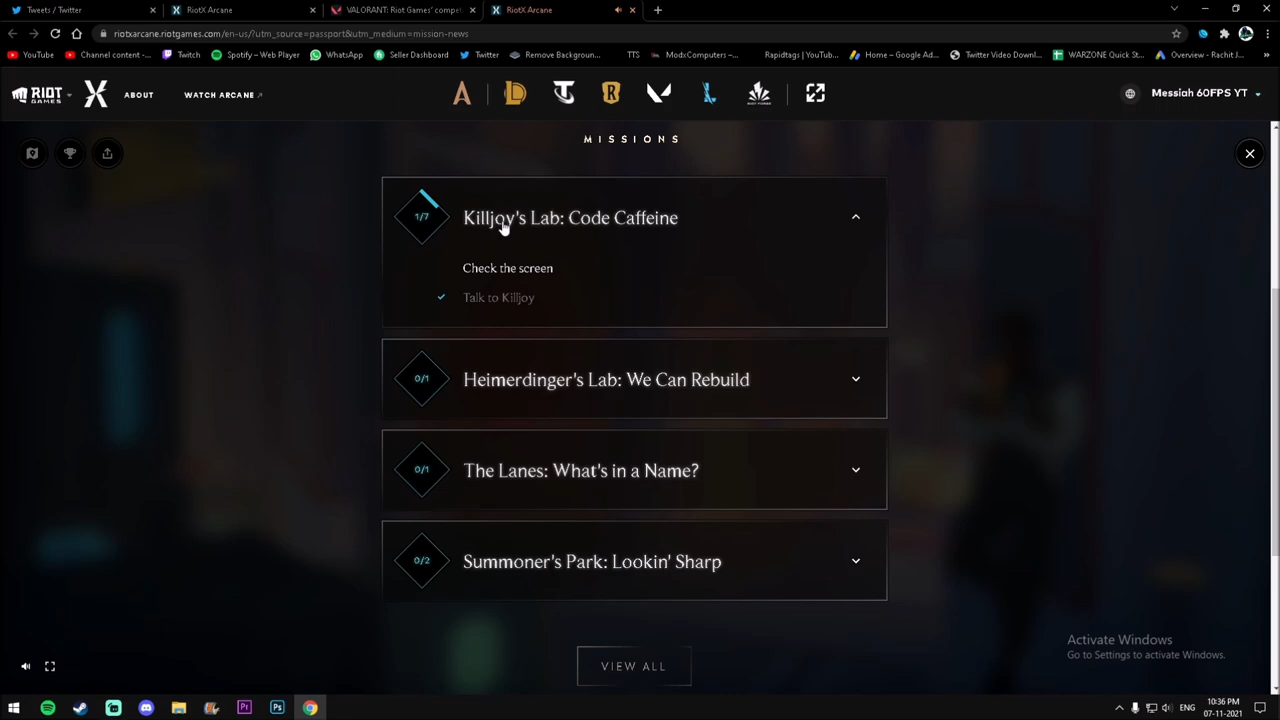 Tweets / Twitter
RiotX Arcane
VALORANT: Riot Games' compet
RiotX Arcane
riotxarcane.riotgames.com/en-us/?utm_source=passport&utm_medium=mission-news
YouTube
Channel content -...
Twitch
Spotify – Web Player
WhatsApp
Seller Dashboard
Twitter
Remove Backgroun...
TTS
ModxComputers –...
Rapidtags | YouTub...
Home – Google Ad...
Twitter Video Downl...
WARZONE Quick St...
Overview - Rachit J...
RIOT GAMES
ABOUT
WATCH ARCANE
Messiah 60FPS YT
MISSIONS
1/7
Killjoy's Lab: Code Caffeine
Check the screen
Talk to Killjoy
0/1
Heimerdinger's Lab: We Can Rebuild
0/1
The Lanes: What's in a Name?
0/2
Summoner's Park: Lookin' Sharp
VIEW ALL
Activate Windows
Go to Settings to activate Windows.
Pr
Ps
ENG
10:36 PM
07-11-2021